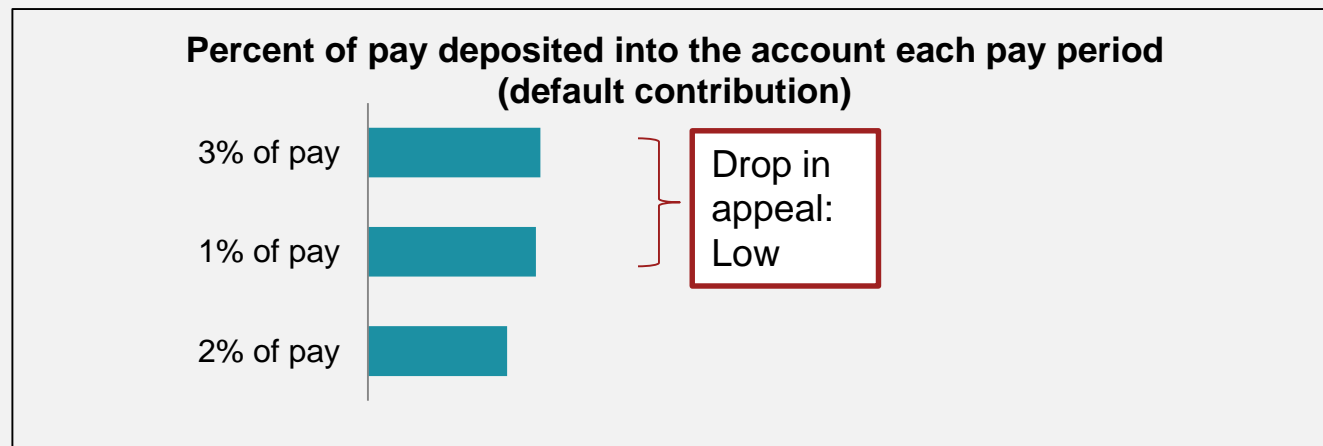 Percent of pay deposited into the account each pay period
(default contribution)
3% of pay
1% of pay
2% of pay
Drop in
appeal:
Low